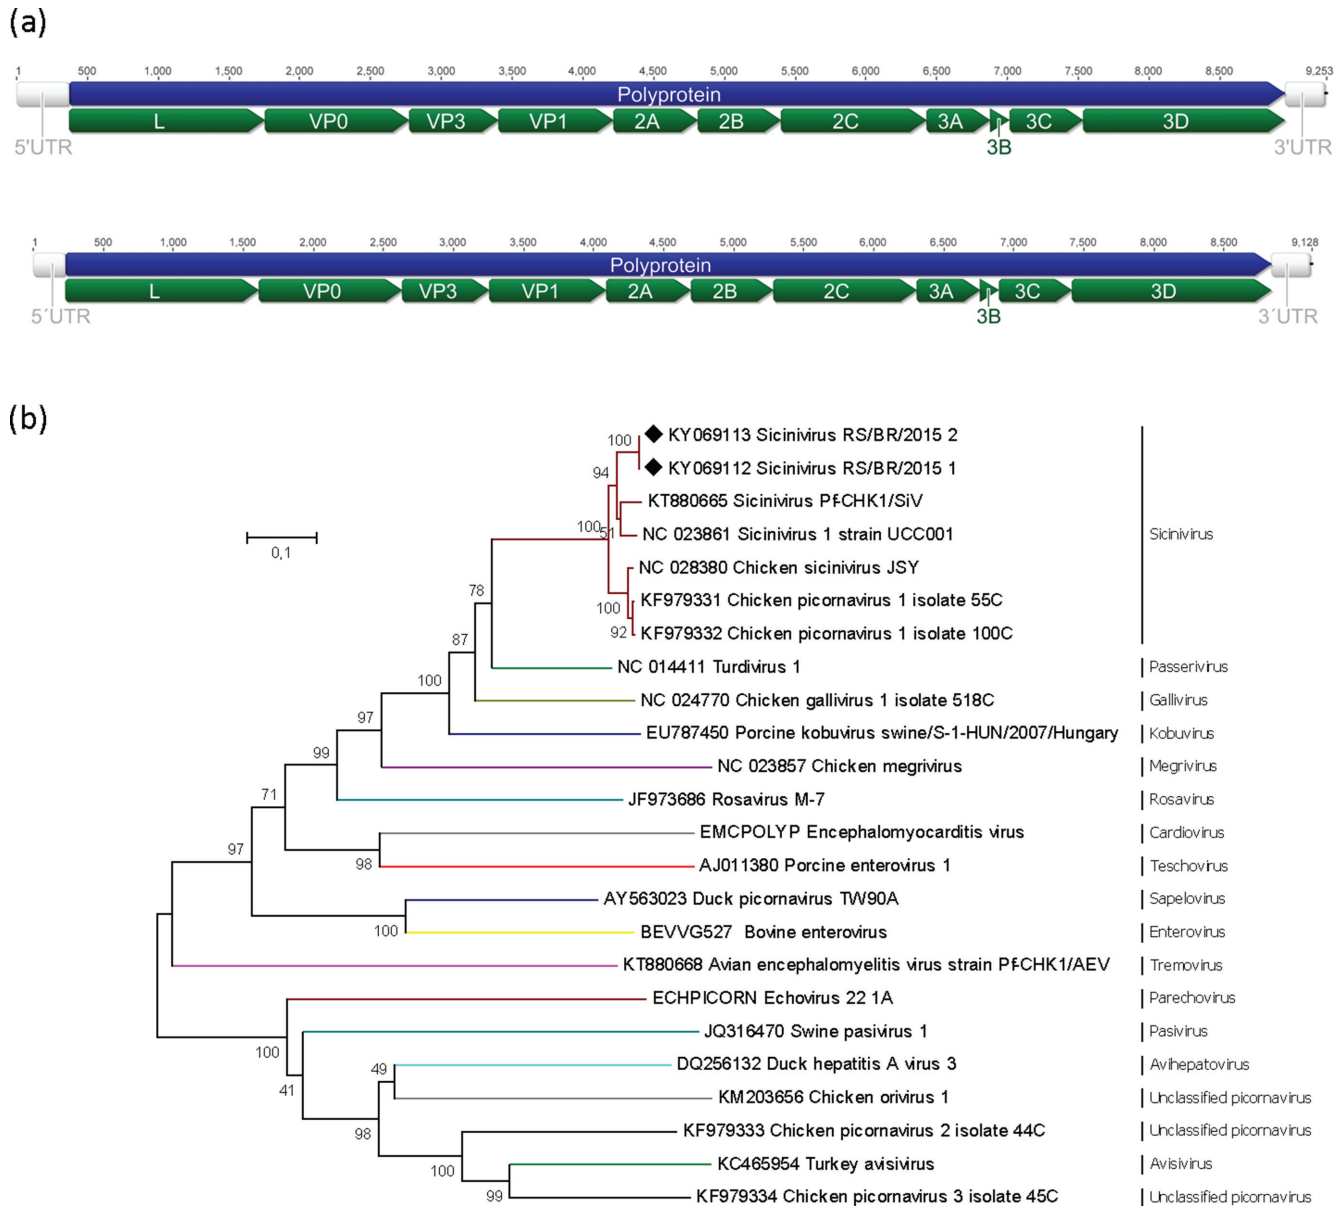 (a)
1 500 1,000 1,500 2,000 2,500 3,000 3,500 4,000 4,500 5,000 5,500 6,000 6,500 7,000 7,500 8,000 8,500 9,253
Polyprotein
L VP0 VP3 VP1 2A 2B 2C 3A 3C 3D
5'UTR 3B 3'UTR
1 500 1,000 1,500 2,000 2,500 3,000 3,500 4,000 4,500 5,000 5,500 6,000 6,500 7,000 7,500 8,000 8,500 9,128
Polyprotein
L VP0 VP3 VP1 2A 2B 2C 3A 3C 3D
5´UTR 3B 3´UTR
(b)
100 KY069113 Sicinivirus RS/BR/2015 2
KY069112 Sicinivirus RS/BR/2015 1
94
KT880665 Sicinivirus Pf-CHK1/SiV
100 51 NC 023861 Sicinivirus 1 strain UCC001 Sicinivirus
0,1
NC 028380 Chicken sicinivirus JSY
KF979331 Chicken picornavirus 1 isolate 55C
100
78
92 KF979332 Chicken picornavirus 1 isolate 100C
87
NC 014411 Turdivirus 1 Passerivirus
100
NC 024770 Chicken gallivirus 1 isolate 518C Gallivirus
97
EU787450 Porcine kobuvirus swine/S-1-HUN/2007/Hungary Kobuvirus
99
NC 023857 Chicken megrivirus Megrivirus
71
JF973686 Rosavirus M-7 Rosavirus
EMCPOLYP Encephalomyocarditis virus Cardiovirus
97
98 AJ011380 Porcine enterovirus 1 Teschovirus
AY563023 Duck picornavirus TW90A Sapelovirus
100 BEVVG527 Bovine enterovirus Enterovirus
KT880668 Avian encephalomyelitis virus strain Pf-CHK1/AEV Tremovirus
ECHPICORN Echovirus 22 1A Parechovirus
JQ316470 Swine pasivirus 1 Pasivirus
100
49 DQ256132 Duck hepatitis A virus 3 Avihepatovirus
41
KM203656 Chicken orivirus 1 Unclassified picornavirus
98 KF979333 Chicken picornavirus 2 isolate 44C Unclassified picornavirus
100 KC465954 Turkey avisivirus Avisivirus
99 KF979334 Chicken picornavirus 3 isolate 45C Unclassified picornavirus